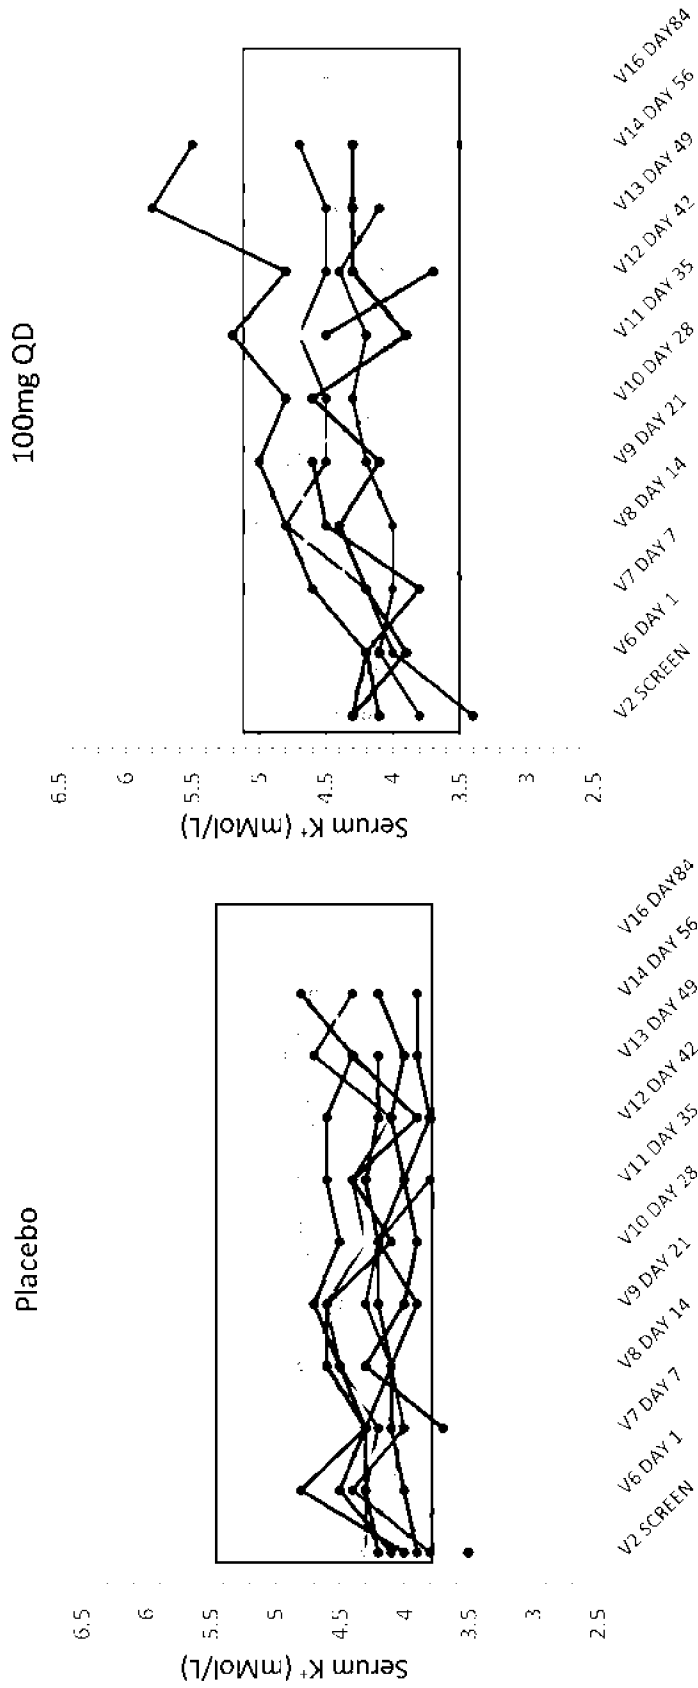 Placebo
Serum K⁺ (mMol/L)
6.5
6
5.5
5
4.5
4
3.5
3
2.5
V2 SCREEN
V6 DAY 1
V7 DAY 7
V8 DAY 14
V9 DAY 21
V10 DAY 28
V11 DAY 35
V12 DAY 42
V13 DAY 49
V14 DAY 56
V16 DAY84
100mg QD
Serum K⁺ (mMol/L)
6.5
6
5.5
5
4.5
4
3.5
3
2.5
V2 SCREEN
V6 DAY 1
V7 DAY 7
V8 DAY 14
V9 DAY 21
V10 DAY 28
V11 DAY 35
V12 DAY 42
V13 DAY 49
V14 DAY 56
V16 DAY84